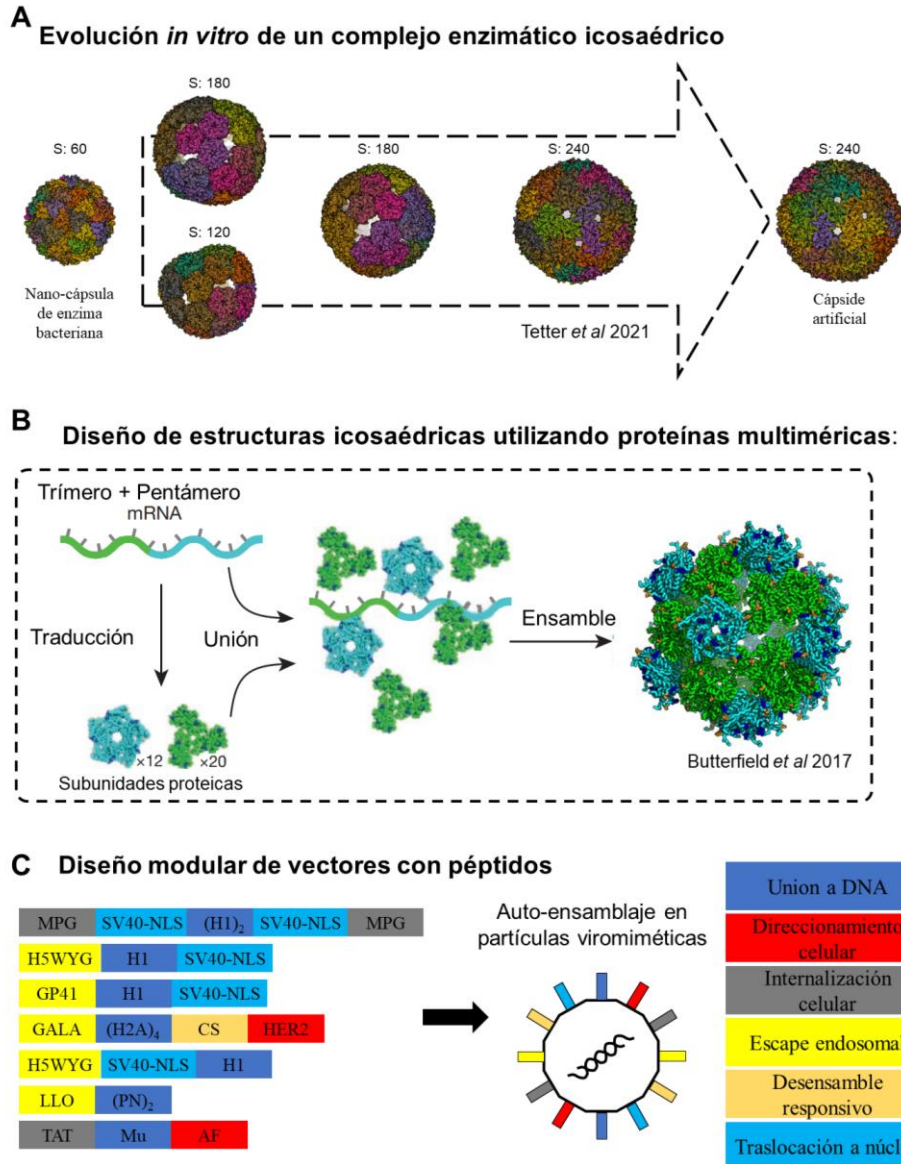 A
Evolución in vitro de un complejo enzimático icosaédrico
S: 60
S: 180
S: 120
S: 180
S: 240
S: 240
Nano-cápsula
de enzima
bacteriana
Cápside
artificial
Tetter et al 2021
B
Diseño de estructuras icosaédricas utilizando proteínas multiméricas:
Trímero + Pentámero
mRNA
Traducción
Unión
Ensamble
×12
×20
Subunidades proteicas
Butterfield et al 2017
C
Diseño modular de vectores con péptidos
MPG SV40-NLS (H1)2 SV40-NLS MPG
H5WYG H1 SV40-NLS
GP41 H1 SV40-NLS
GALA (H2A)4 CS HER2
H5WYG SV40-NLS H1
LLO (PN)2
TAT Mu AF
Auto-ensamblaje en
partículas viromiméticas
Union a DNA
Direccionamiento
celular
Internalización
celular
Escape endosomal
Desensamble
responsivo
Traslocación a núcl